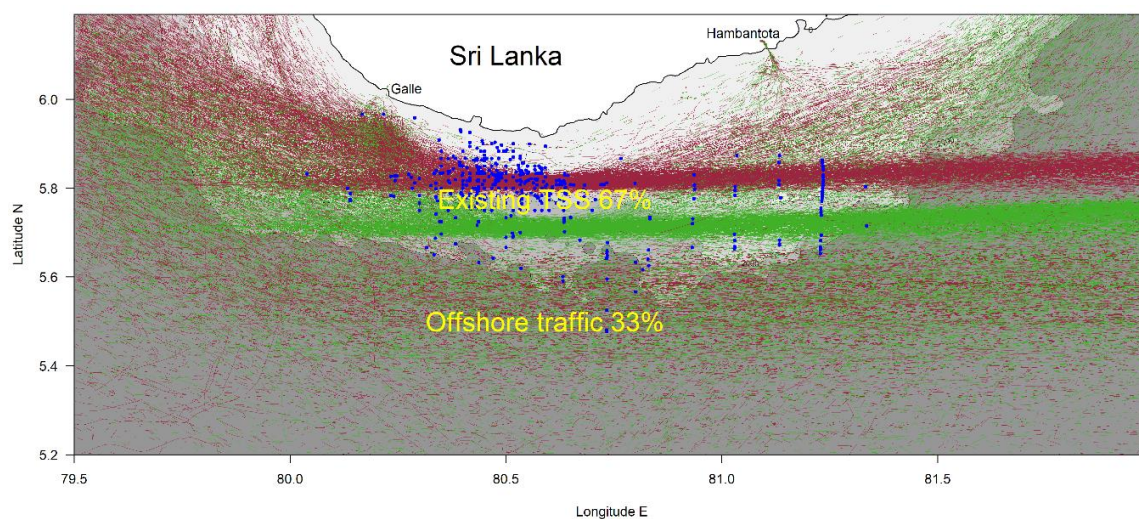 Hambantota
Sri Lanka
Galle
6.0
5.8
Existing TSS 67%
5.6
Offshore traffic 33%
5.4
5.2
79.5
80.0
80.5
81.0
81.5
Latitude N
Longitude E